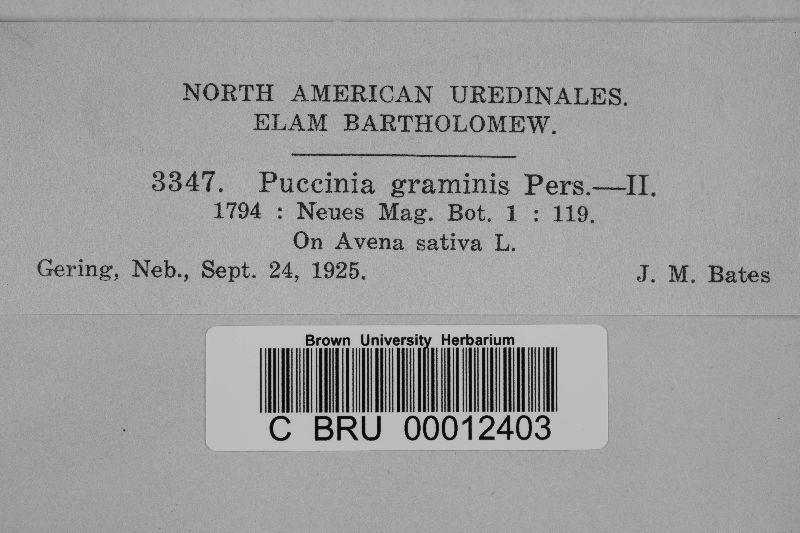 NORTH AMERICAN UREDINALES.
ELAM BARTHOLOMEW.
3347. Puccinia graminis Pers.—II.
1794 : Neues Mag. Bot. 1 : 119.
On Avena sativa L.
Gering, Neb., Sept. 24, 1925. J. M. Bates
Brown University Herbarium
C BRU 00012403